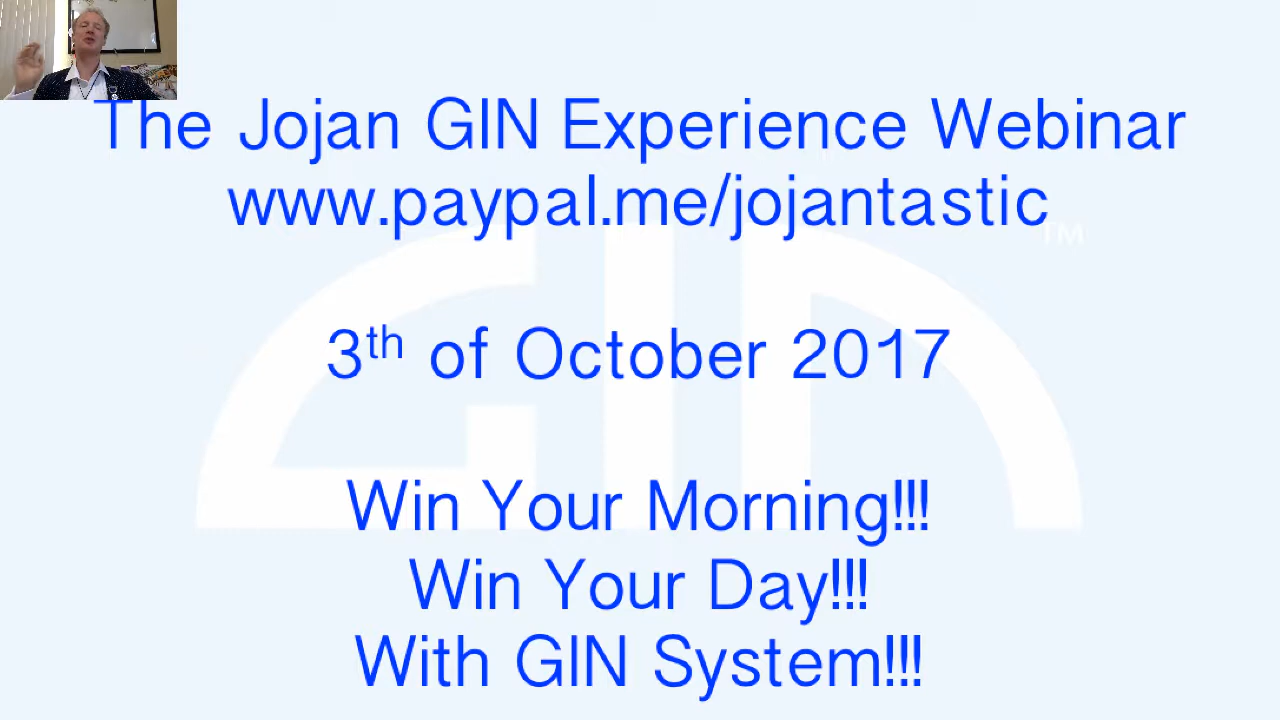 The Jojan GIN Experience Webinar
www.paypal.me/jojantastic
GIN™
3th of October 2017
Win Your Morning!!!
Win Your Day!!!
With GIN System!!!